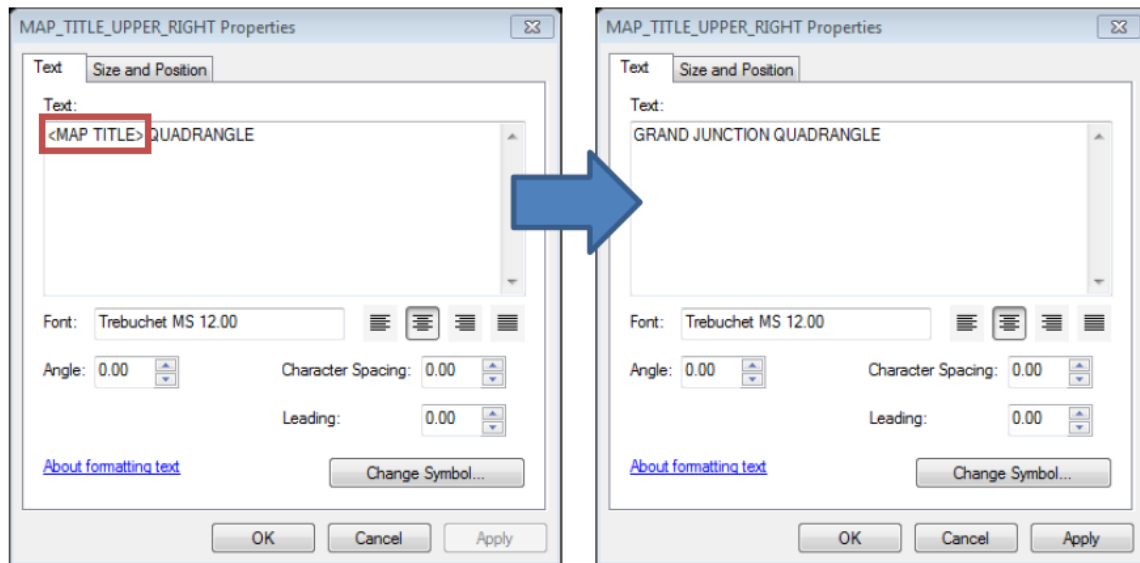 MAP_TITLE_UPPER_RIGHT Properties
Text
Size and Position
Text:
<MAP TITLE> QUADRANGLE
Font:
Trebuchet MS 12.00
Angle:
0.00
Character Spacing:
0.00
Leading:
0.00
About formatting text
Change Symbol...
OK
Cancel
Apply
MAP_TITLE_UPPER_RIGHT Properties
Text
Size and Position
Text:
GRAND JUNCTION QUADRANGLE
Font:
Trebuchet MS 12.00
Angle:
0.00
Character Spacing:
0.00
Leading:
0.00
About formatting text
Change Symbol...
OK
Cancel
Apply